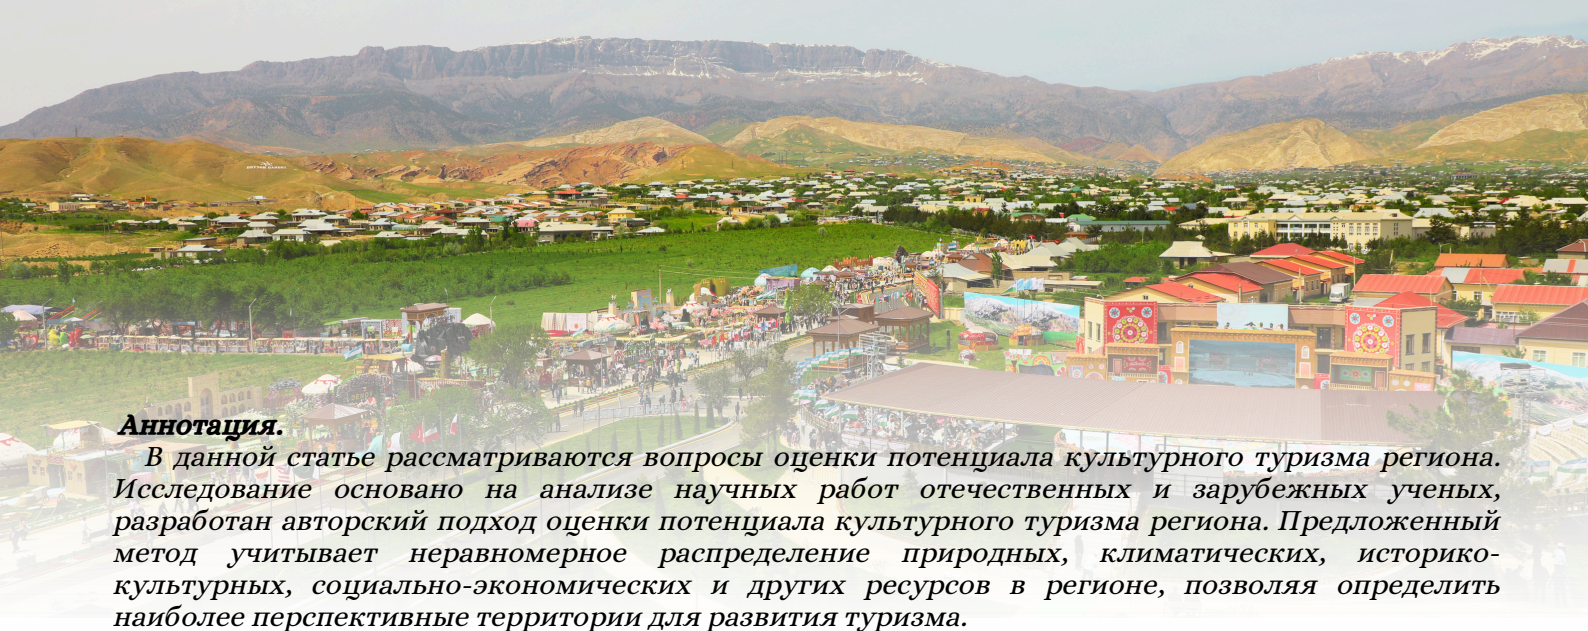 Аннотация.
В данной статье рассматриваются вопросы оценки потенциала культурного туризма региона.
Исследование основано на анализе научных работ отечественных и зарубежных ученых,
разработан авторский подход оценки потенциала культурного туризма региона. Предложенный
метод учитывает неравномерное распределение природных, климатических, историко-
культурных, социально-экономических и других ресурсов в регионе, позволяя определить
наиболее перспективные территории для развития туризма.